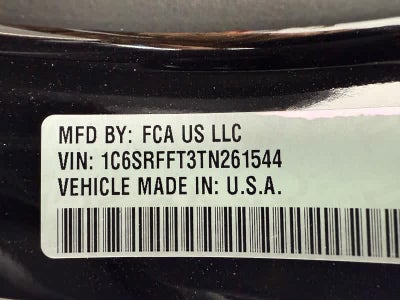 MFD BY: FCA US LLC
VIN: 1C6SRFFT3TN261544
VEHICLE MADE IN: U.S.A.